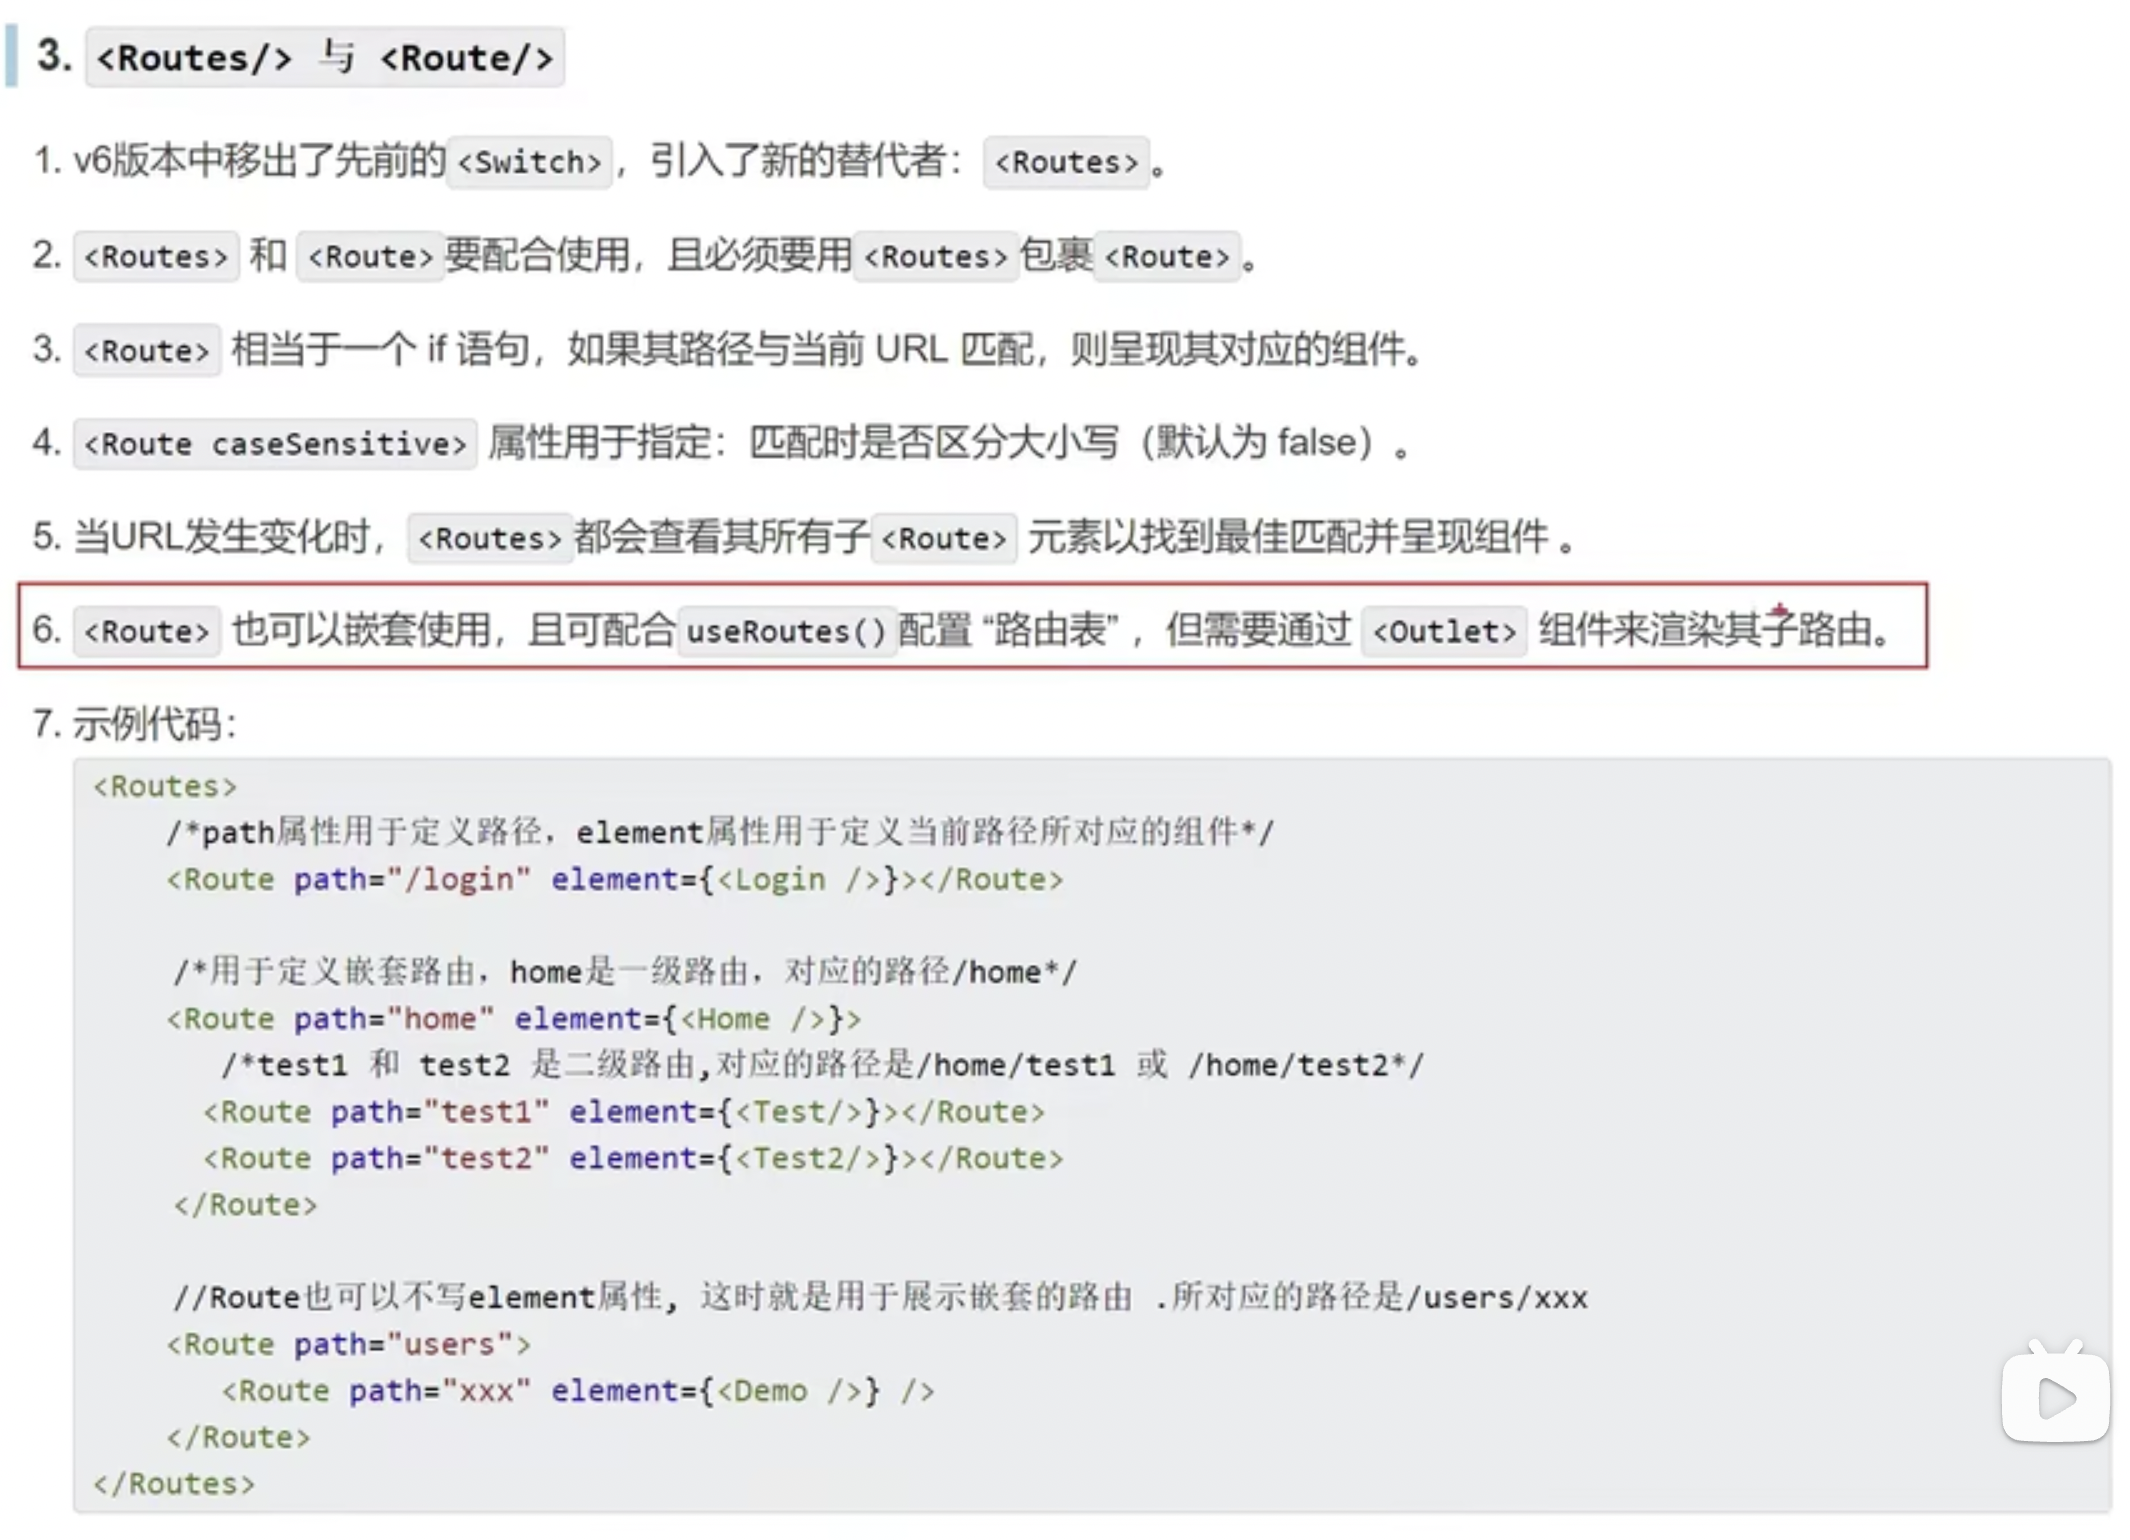 3. <Routes/> 与 <Route/>
1. v6版本中移出了先前的<Switch>，引入了新的替代者：<Routes>。
2. <Routes> 和 <Route>要配合使用，且必须要用<Routes>包裹<Route>。
3. <Route> 相当于一个 if 语句，如果其路径与当前 URL 匹配，则呈现其对应的组件。
4. <Route caseSensitive> 属性用于指定：匹配时是否区分大小写（默认为 false）。
5. 当URL发生变化时，<Routes>都会查看其所有子<Route> 元素以找到最佳匹配并呈现组件 。
6. <Route> 也可以嵌套使用，且可配合useRoutes()配置 “路由表” ，但需要通过 <Outlet> 组件来渲染其子路由。
7. 示例代码：
<Routes>
/*path属性用于定义路径，element属性用于定义当前路径所对应的组件*/
<Route path="/login" element={<Login />}></Route>
/*用于定义嵌套路由，home是一级路由，对应的路径/home*/
<Route path="home" element={<Home />}>
/*test1 和 test2 是二级路由,对应的路径是/home/test1 或 /home/test2*/
<Route path="test1" element={<Test/>}></Route>
<Route path="test2" element={<Test2/>}></Route>
</Route>
//Route也可以不写element属性, 这时就是用于展示嵌套的路由 .所对应的路径是/users/xxx
<Route path="users">
<Route path="xxx" element={<Demo />} />
</Route>
</Routes>